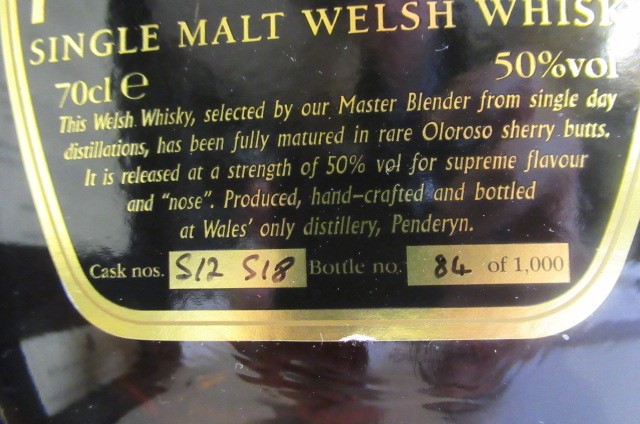 SINGLE MALT WELSH WHISK
70cl e 50%vol
This Welsh Whisky, selected by our Master Blender from single day
distillations, has been fully matured in rare Oloroso sherry butts.
It is released at a strength of 50% vol for supreme flavour
and "nose". Produced, hand-crafted and bottled
at Wales' only distillery, Penderyn.
Cask nos. S12 S18 Bottle no. 84 of 1,000